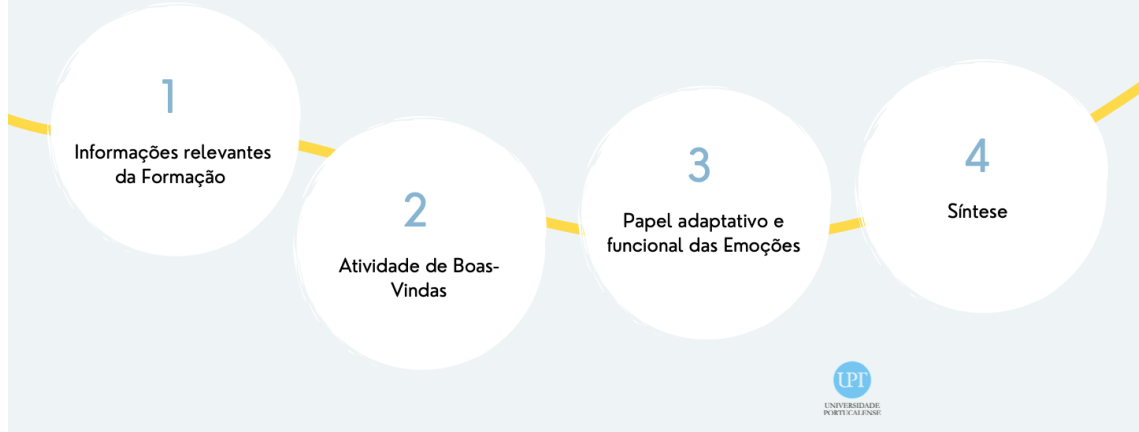 1
Informações relevantes
da Formação
2
Atividade de Boas-
Vindas
3
Papel adaptativo e
funcional das Emoções
4
Síntese
UPT
UNIVERSIDADE
PORTUCALENSE